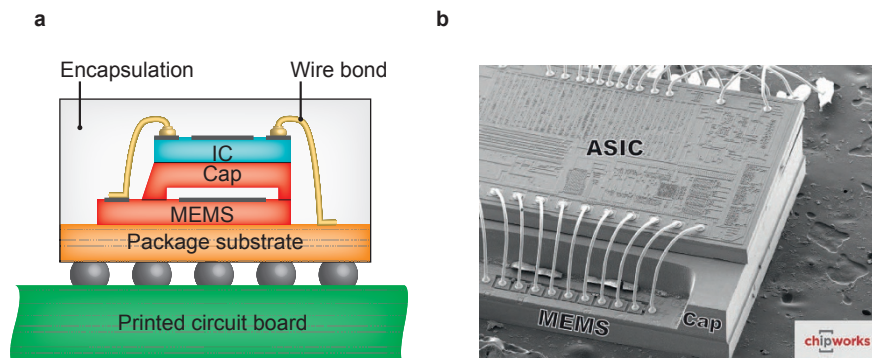 a
b
Encapsulation
Wire bond
IC
Cap
MEMS
Package substrate
Printed circuit board
ASIC
MEMS
Cap
chipworks